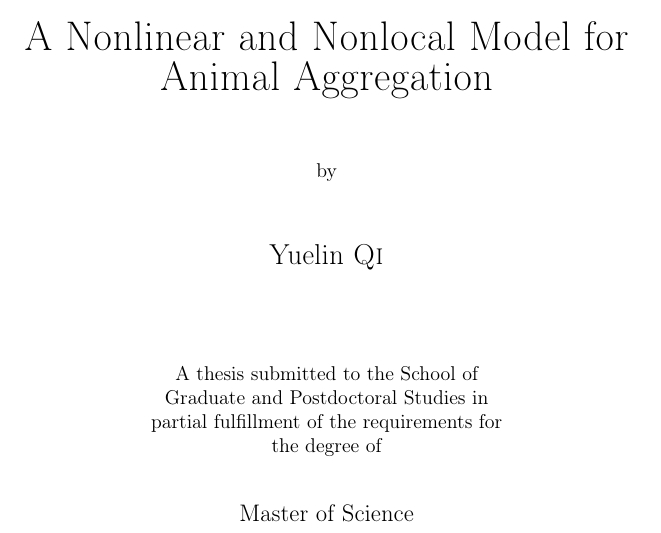 A Nonlinear and Nonlocal Model for
Animal Aggregation
by
Yuelin QI
A thesis submitted to the School of
Graduate and Postdoctoral Studies in
partial fulfillment of the requirements for
the degree of
Master of Science